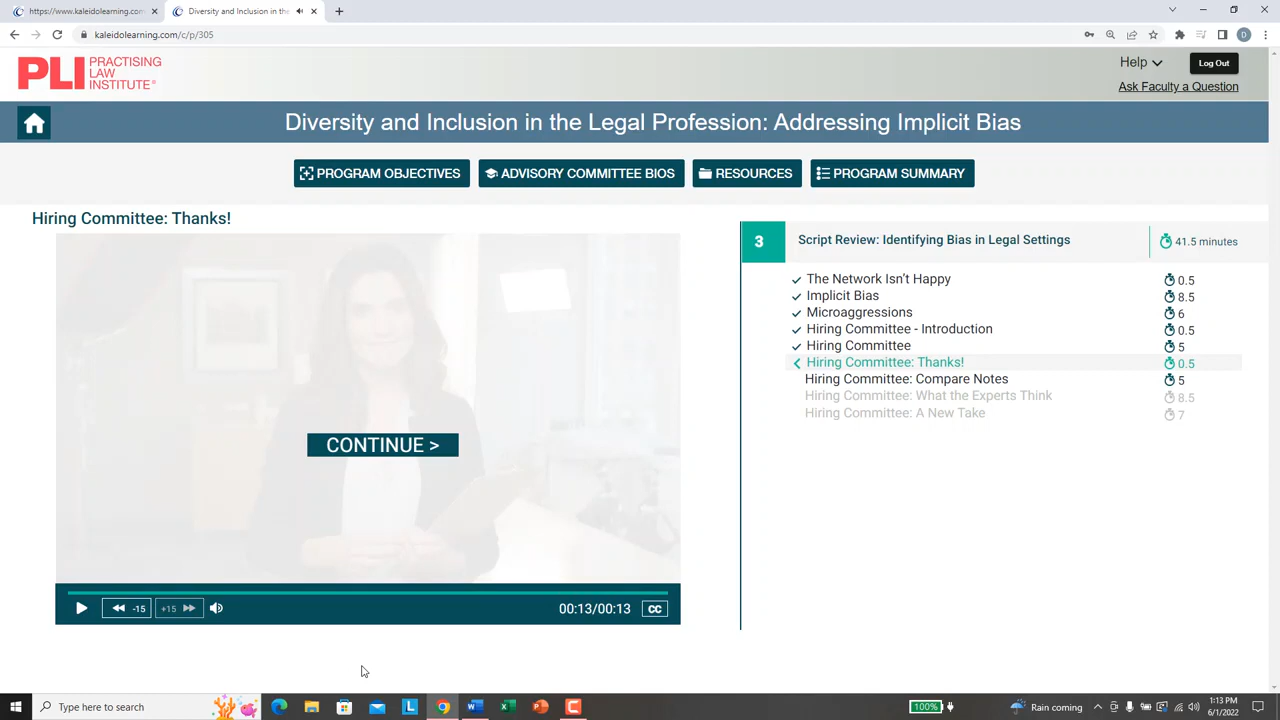 https://www.kaleidolearning.com
Diversity and Inclusion in the
kaleidolearning.com/c/p/305
D
PLI PRACTISING
LAW
INSTITUTE®
Help
Log Out
Ask Faculty a Question
Diversity and Inclusion in the Legal Profession: Addressing Implicit Bias
PROGRAM OBJECTIVES
ADVISORY COMMITTEE BIOS
RESOURCES
PROGRAM SUMMARY
Hiring Committee: Thanks!
CONTINUE >
-15
+15
00:13/00:13
CC
3
Script Review: Identifying Bias in Legal Settings
41.5 minutes
The Network Isn’t Happy 0.5
Implicit Bias 8.5
Microaggressions 6
Hiring Committee - Introduction 0.5
Hiring Committee 5
Hiring Committee: Thanks! 0.5
Hiring Committee: Compare Notes 5
Hiring Committee: What the Experts Think 8.5
Hiring Committee: A New Take 7
Type here to search
100%
Rain coming
1:13 PM
6/1/2022